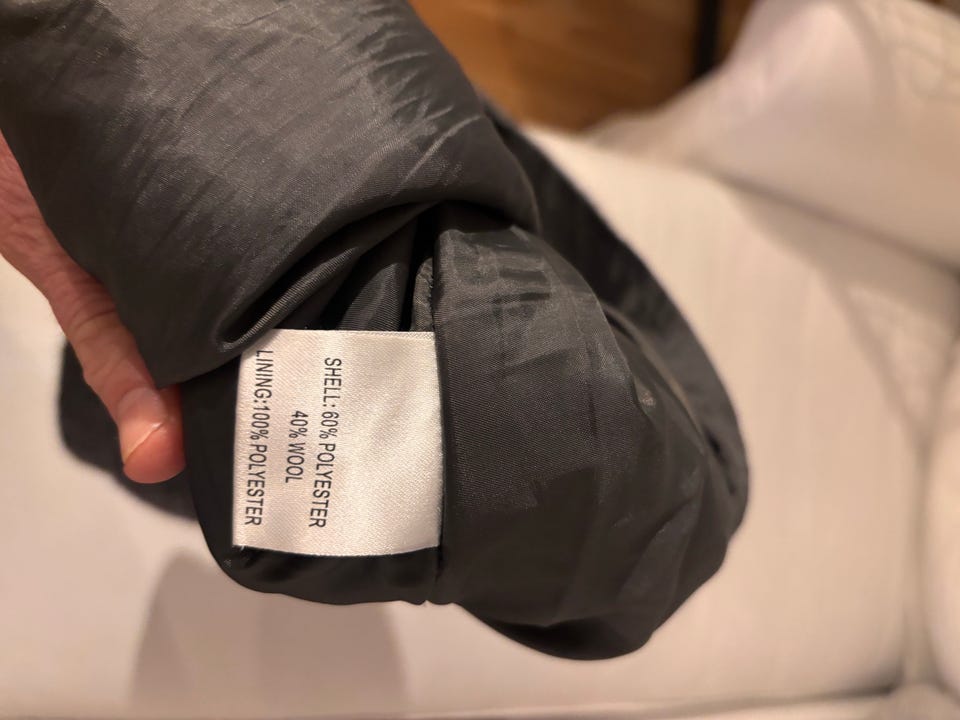 SHELL: 60% POLYESTER
40% WOOL
LINING:100% POLYESTER